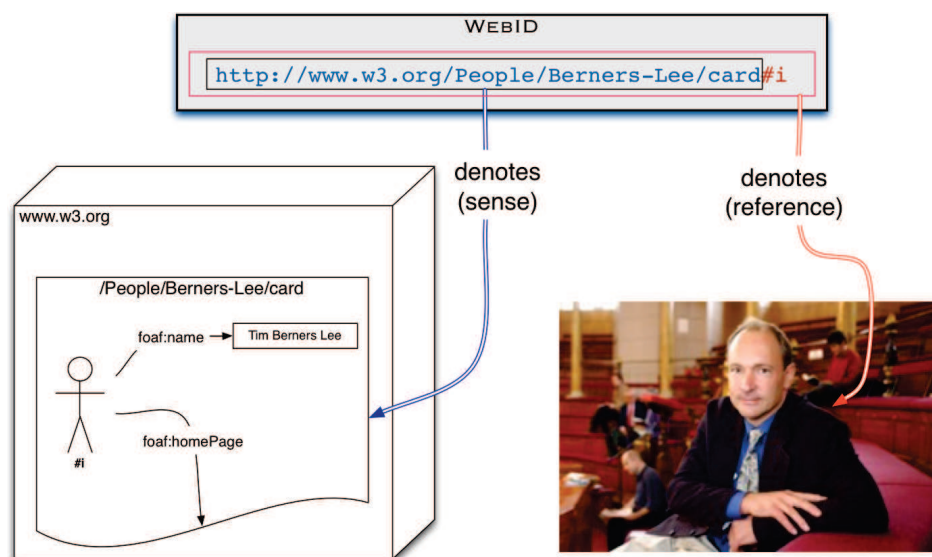 WEBID
http://www.w3.org/People/Berners-Lee/card#i
denotes
(sense)
denotes
(reference)
www.w3.org
/People/Berners-Lee/card
foaf:name
Tim Berners Lee
foaf:homePage
#i